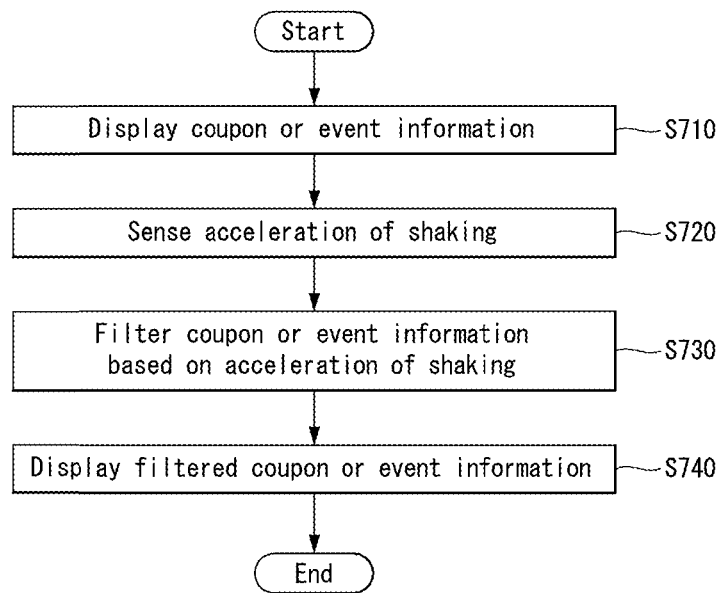 Start
Display coupon or event information
S710
Sense acceleration of shaking
S720
Filter coupon or event information
based on acceleration of shaking
S730
Display filtered coupon or event information
S740
End